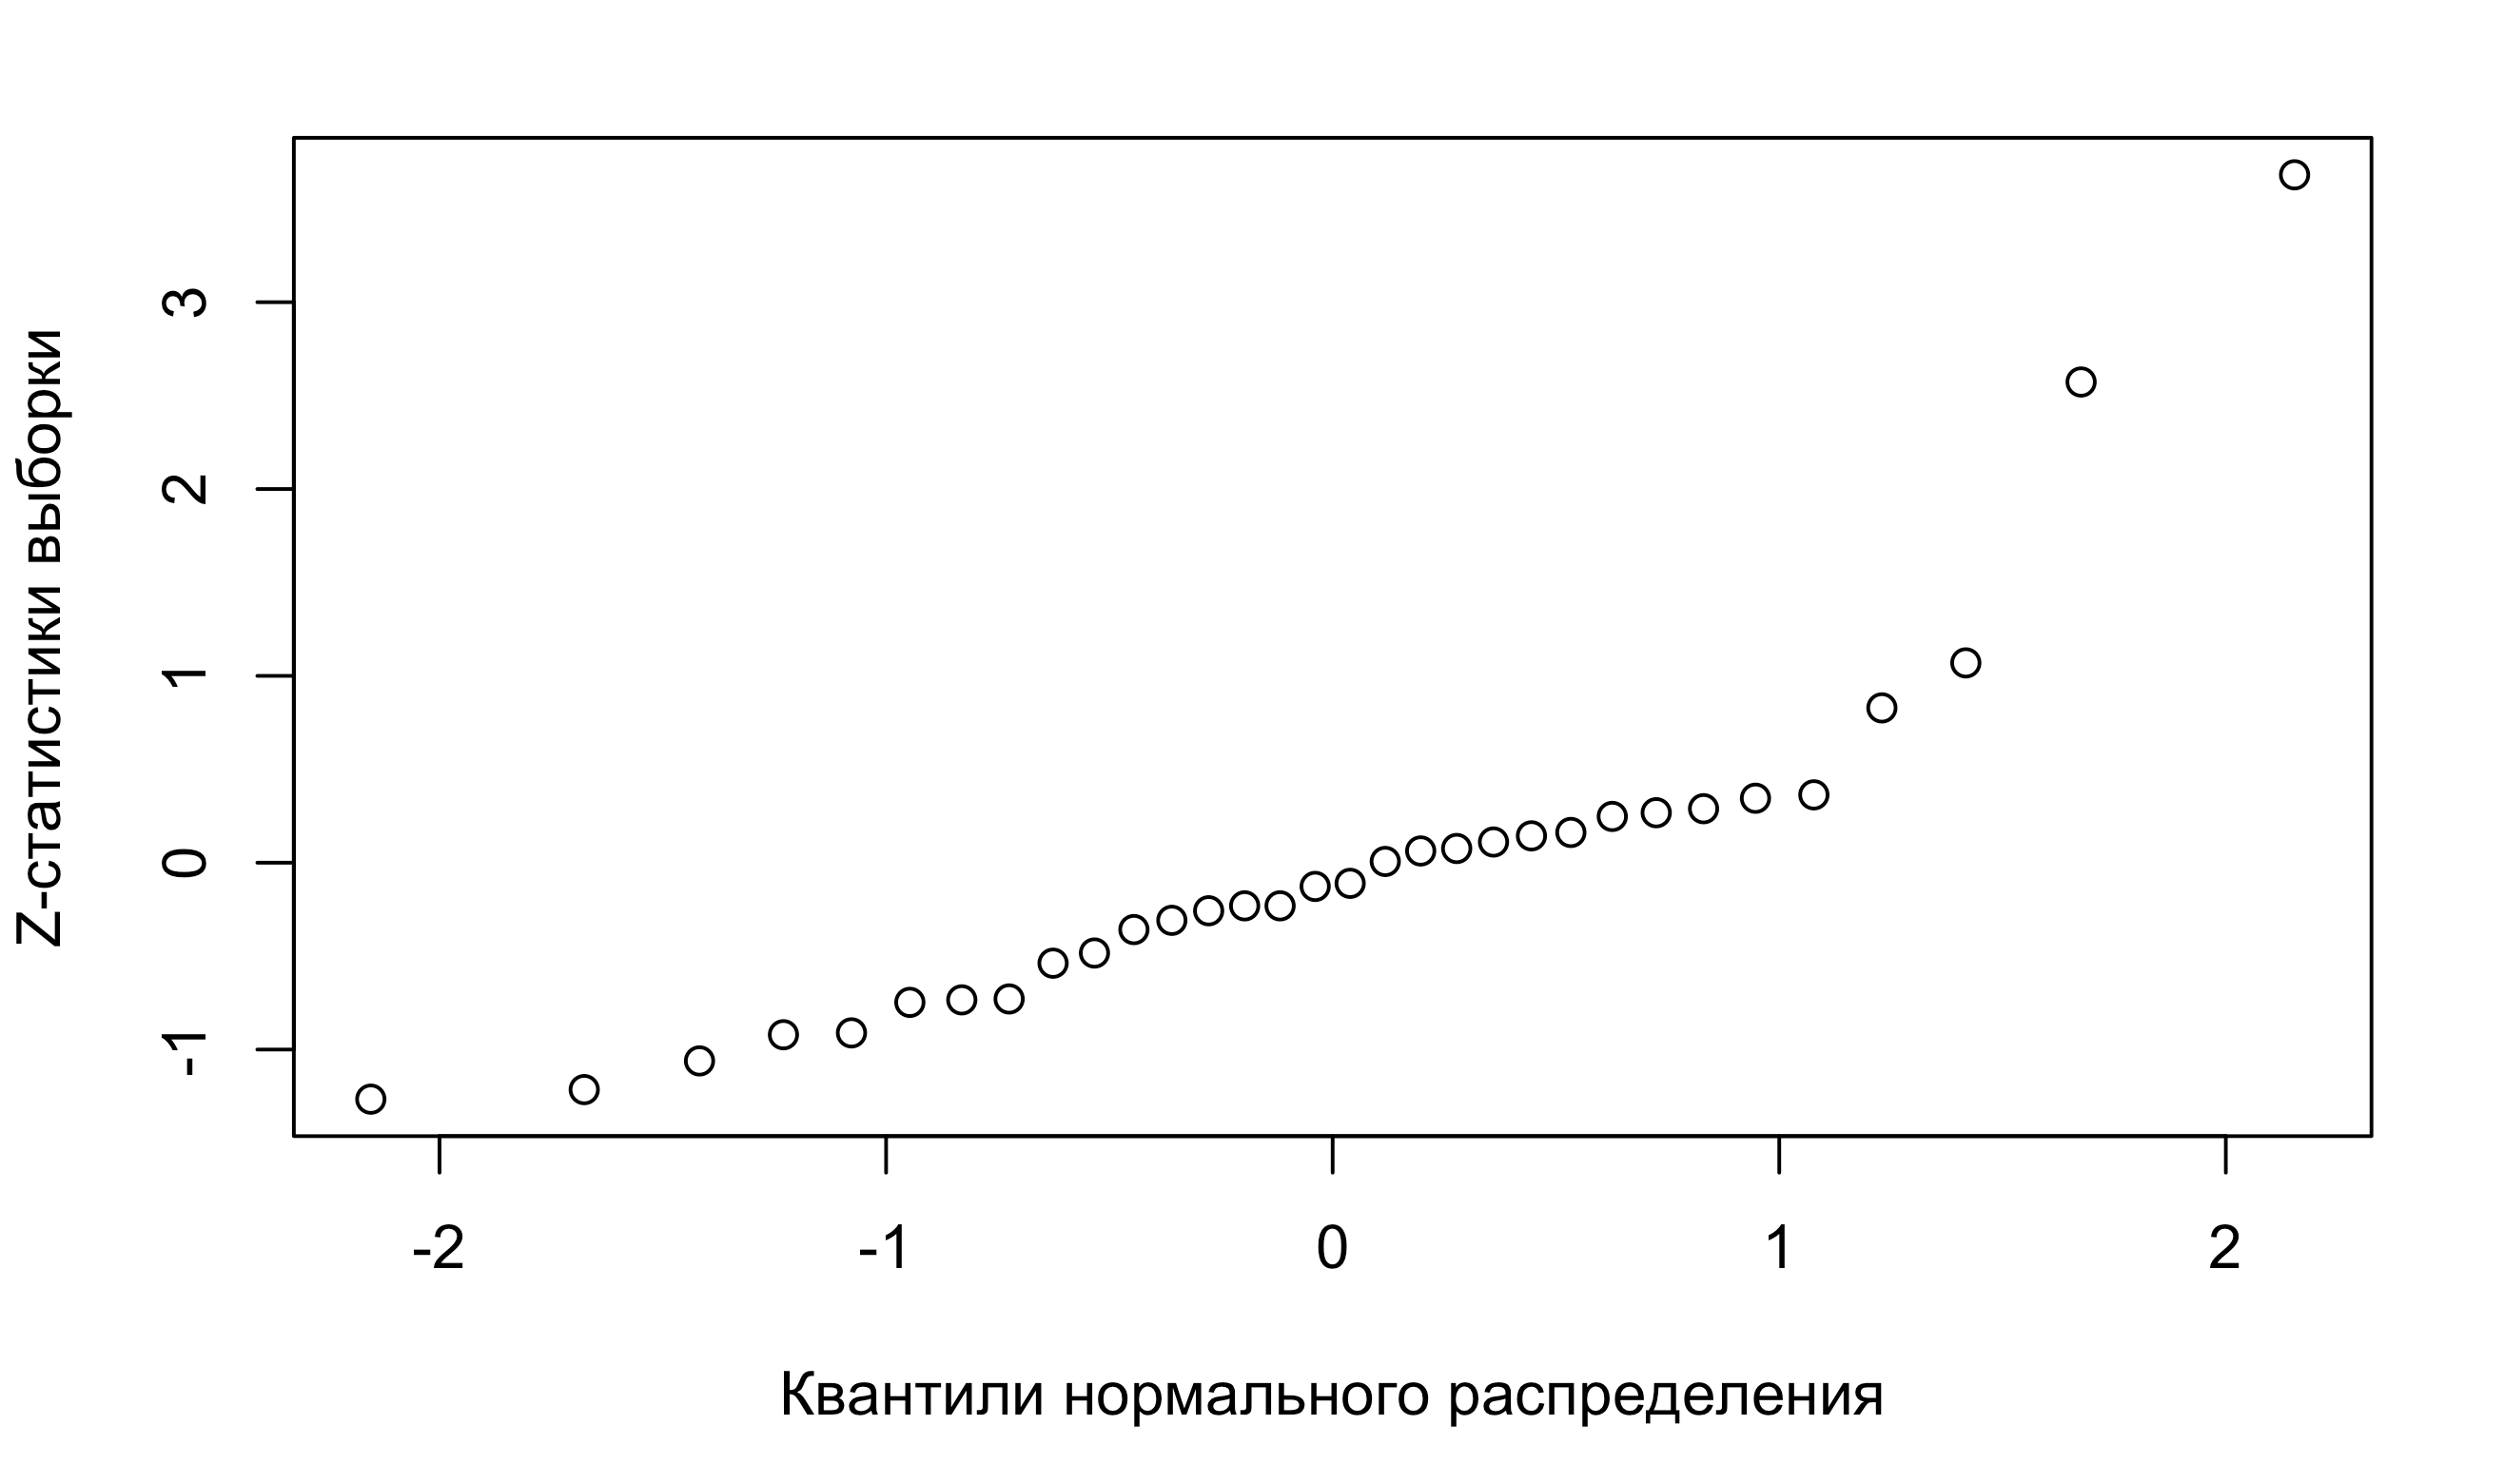 Z-статистики выборки
3
2
1
0
-1
-2 -1 0 1 2
Квантили нормального распределения